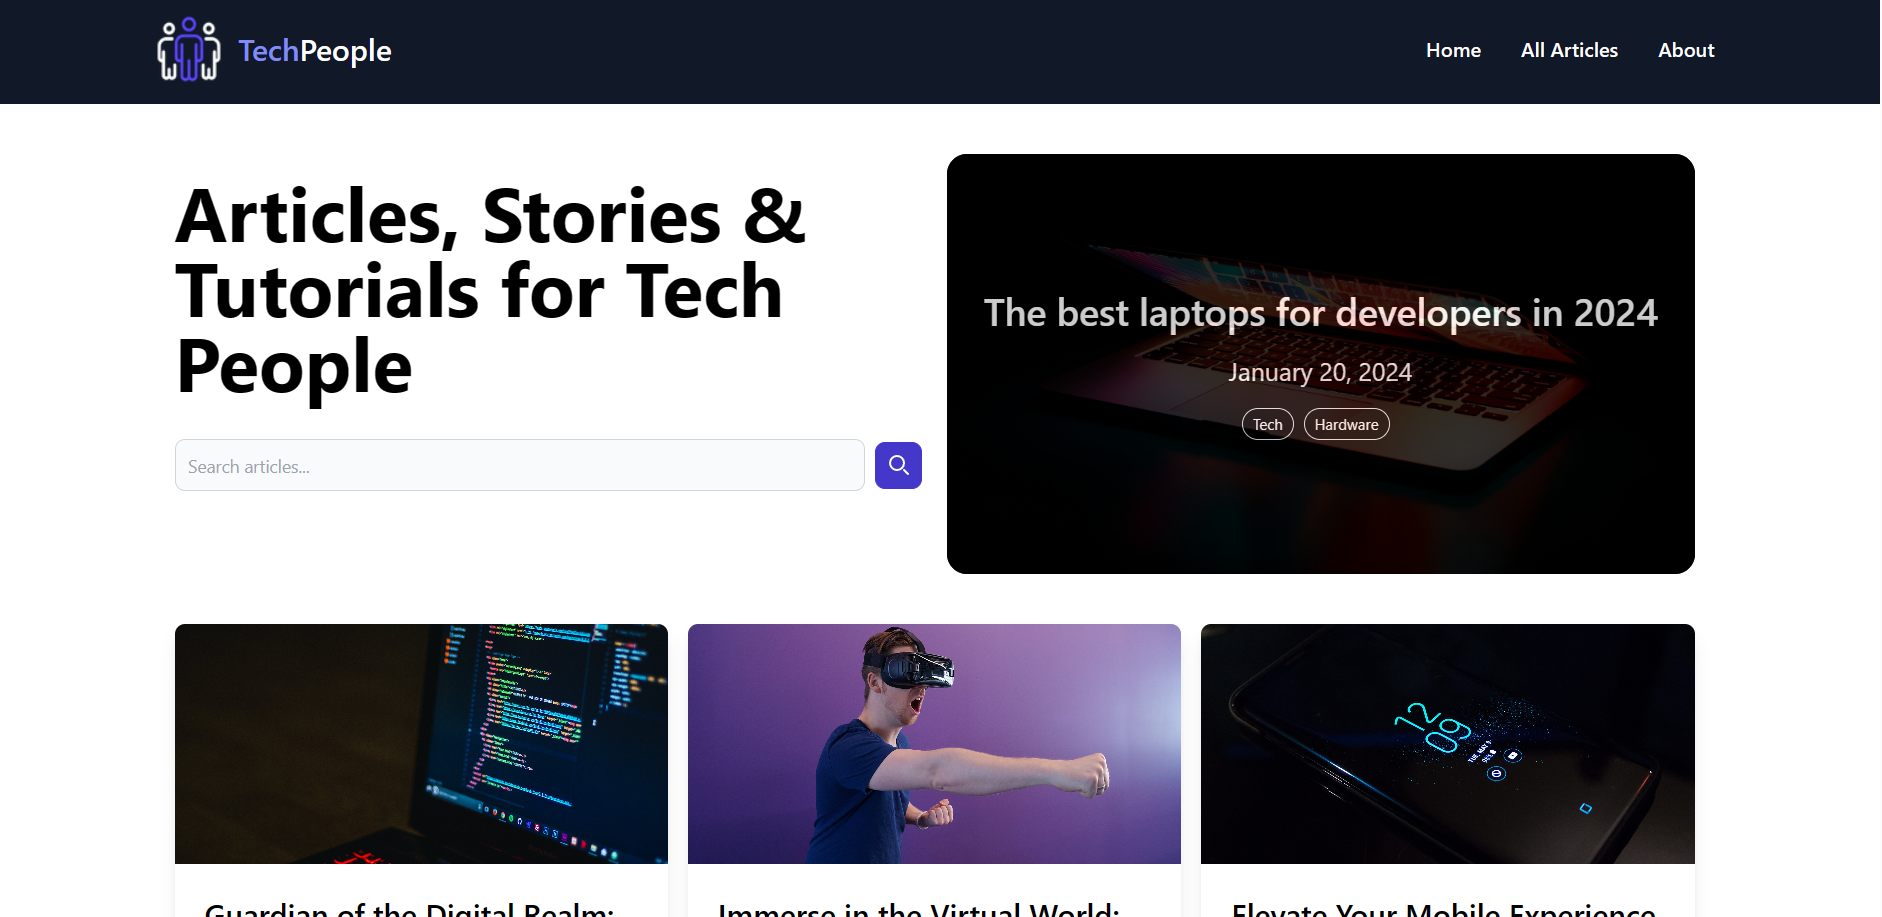 TechPeople
Home
All Articles
About
Articles, Stories &
Tutorials for Tech
People
Search articles...
The best laptops for developers in 2024
January 20, 2024
Tech
Hardware
12
09
Guardian of the Digital Realm:
Immerse in the Virtual World:
Elevate Your Mobile Experience